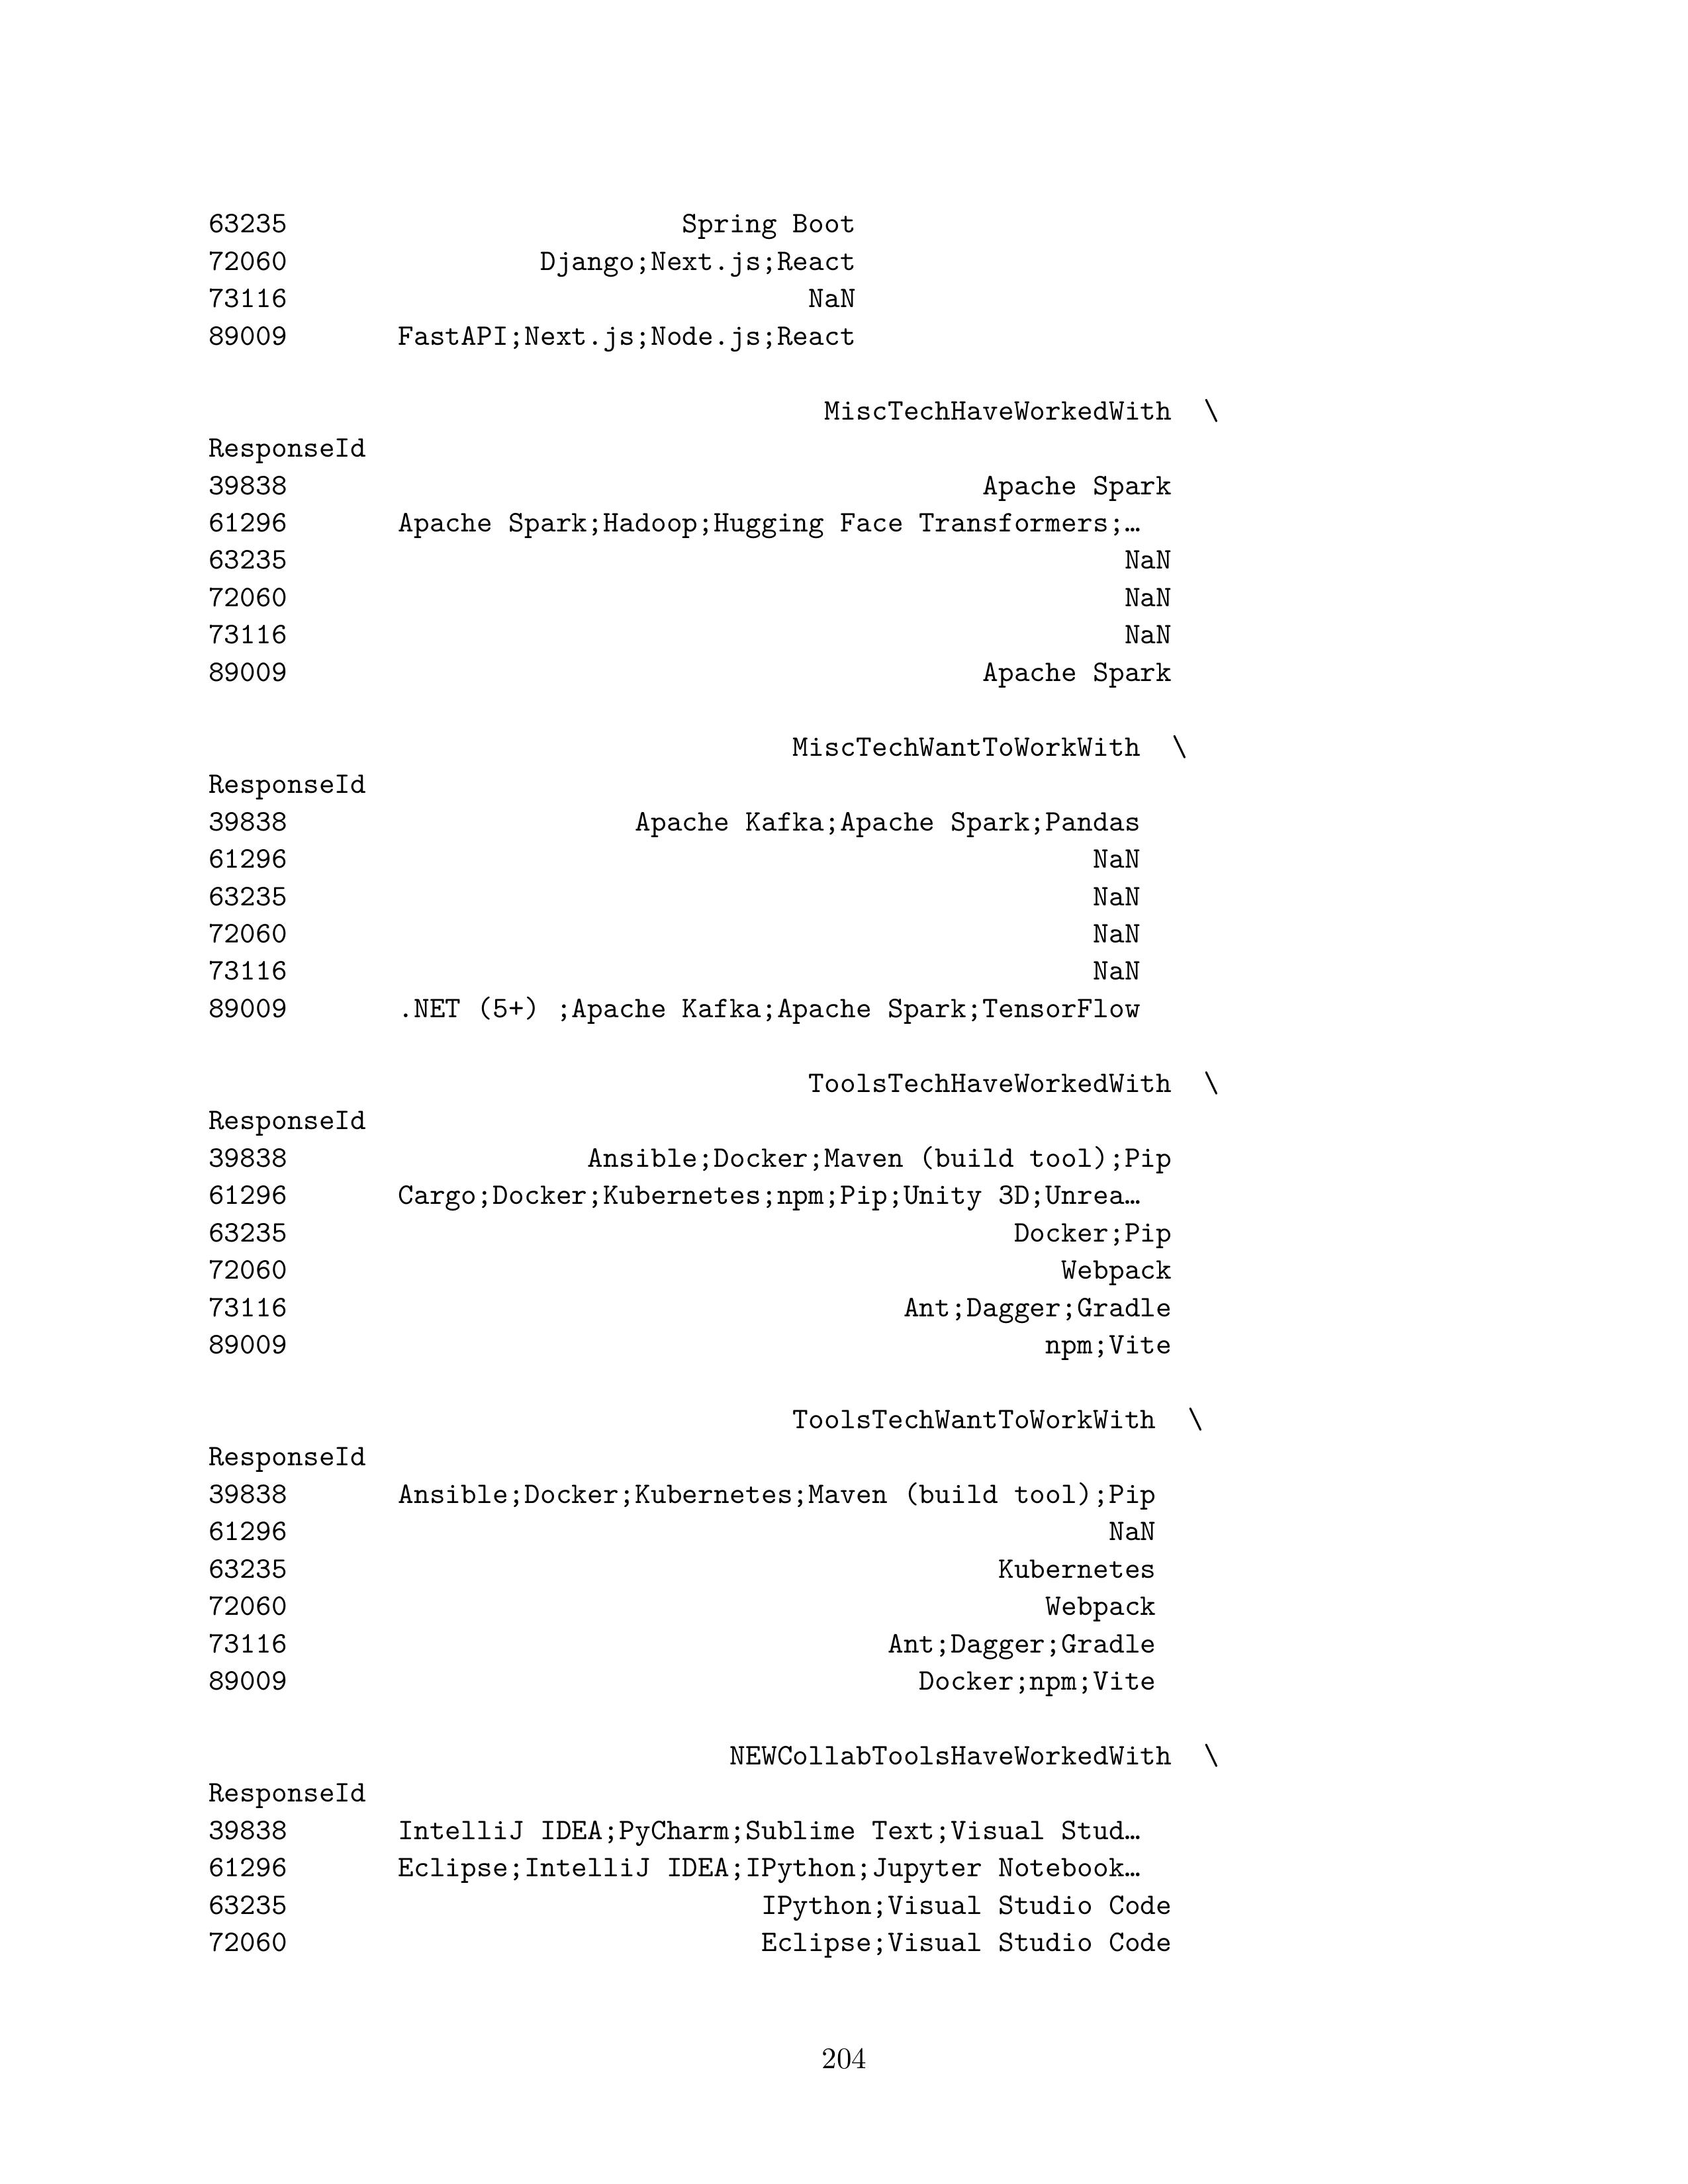 63235 Spring Boot
72060 Django;Next.js;React
73116 NaN
89009 FastAPI;Next.js;Node.js;React
MiscTechHaveWorkedWith \
ResponseId
39838 Apache Spark
61296 Apache Spark;Hadoop;Hugging Face Transformers;…
63235 NaN
72060 NaN
73116 NaN
89009 Apache Spark
MiscTechWantToWorkWith \
ResponseId
39838 Apache Kafka;Apache Spark;Pandas
61296 NaN
63235 NaN
72060 NaN
73116 NaN
89009 .NET (5+) ;Apache Kafka;Apache Spark;TensorFlow
ToolsTechHaveWorkedWith \
ResponseId
39838 Ansible;Docker;Maven (build tool);Pip
61296 Cargo;Docker;Kubernetes;npm;Pip;Unity 3D;Unrea…
63235 Docker;Pip
72060 Webpack
73116 Ant;Dagger;Gradle
89009 npm;Vite
ToolsTechWantToWorkWith \
ResponseId
39838 Ansible;Docker;Kubernetes;Maven (build tool);Pip
61296 NaN
63235 Kubernetes
72060 Webpack
73116 Ant;Dagger;Gradle
89009 Docker;npm;Vite
NEWCollabToolsHaveWorkedWith \
ResponseId
39838 IntelliJ IDEA;PyCharm;Sublime Text;Visual Stud…
61296 Eclipse;IntelliJ IDEA;IPython;Jupyter Notebook…
63235 IPython;Visual Studio Code
72060 Eclipse;Visual Studio Code
204